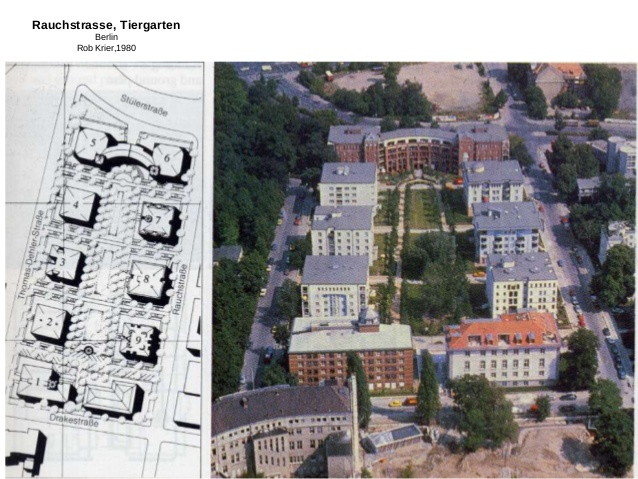 Rauchstrasse, Tiergarten
Berlin
Rob Krier,1980
Stülerstraße
5
6
4
7
Thomas-Dehler-Straße
3
8
Rauchstraße
2
9
1
Drakestraße